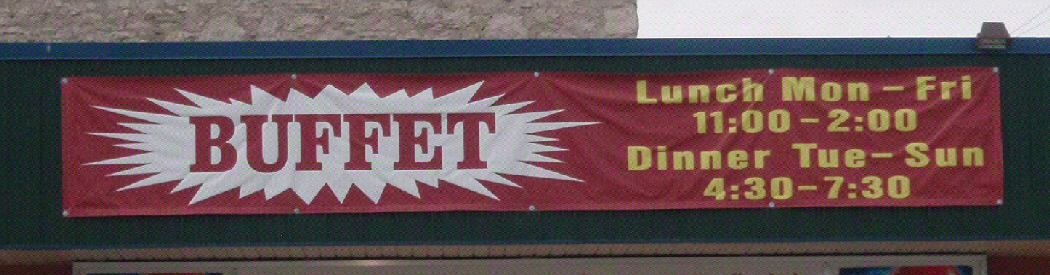 BUFFET
Lunch Mon - Fri
11:00 - 2:00
Dinner Tue - Sun
4:30 - 7:30